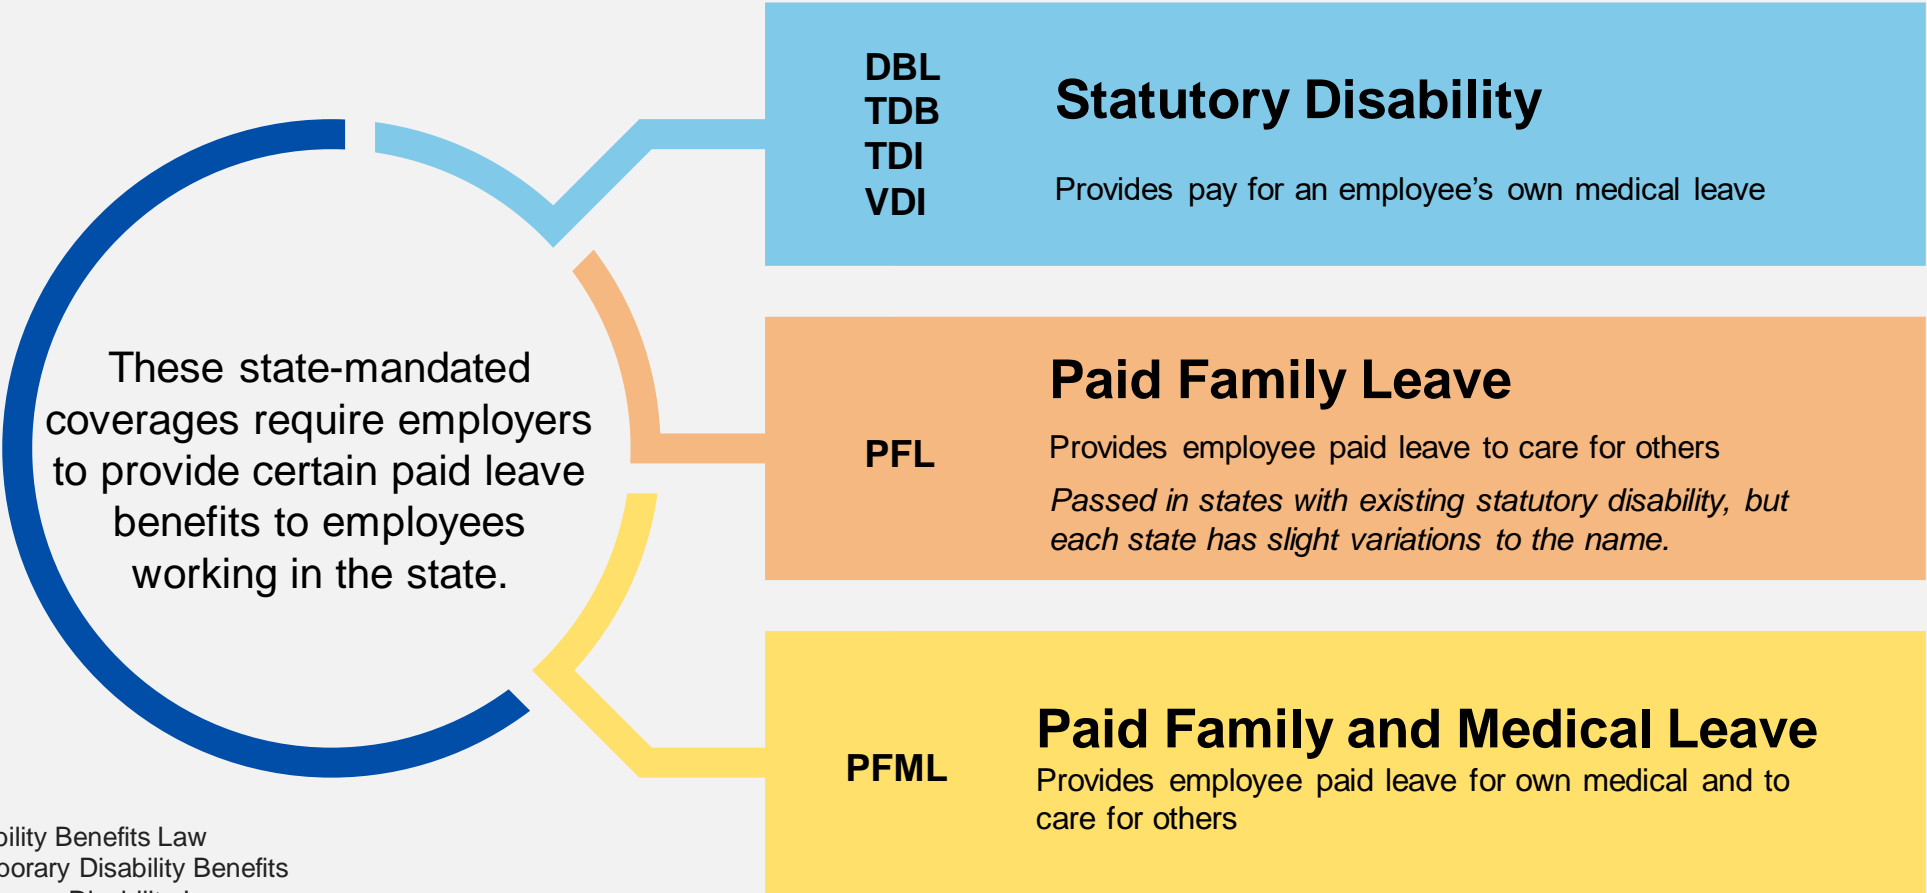 DBL
TDB
TDI
VDI
Statutory Disability
Provides pay for an employee’s own medical leave
These state-mandated
coverages require employers
to provide certain paid leave
benefits to employees
working in the state.
PFL
Paid Family Leave
Provides employee paid leave to care for others
Passed in states with existing statutory disability, but
each state has slight variations to the name.
PFML
Paid Family and Medical Leave
Provides employee paid leave for own medical and to
care for others
Benefits Law
Disability Benefits